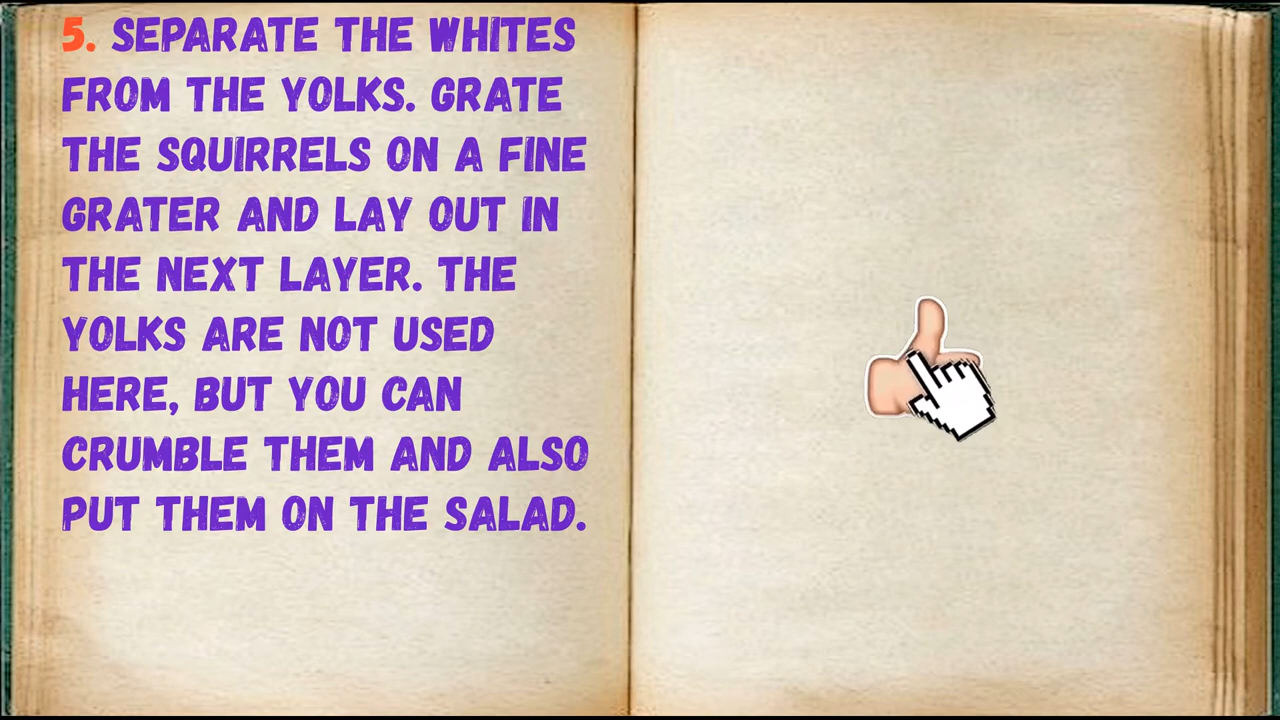 5. SEPARATE THE WHITES
FROM THE YOLKS. GRATE
THE SQUIRRELS ON A FINE
GRATER AND LAY OUT IN
THE NEXT LAYER. THE
YOLKS ARE NOT USED
HERE, BUT YOU CAN
CRUMBLE THEM AND ALSO
PUT THEM ON THE SALAD.